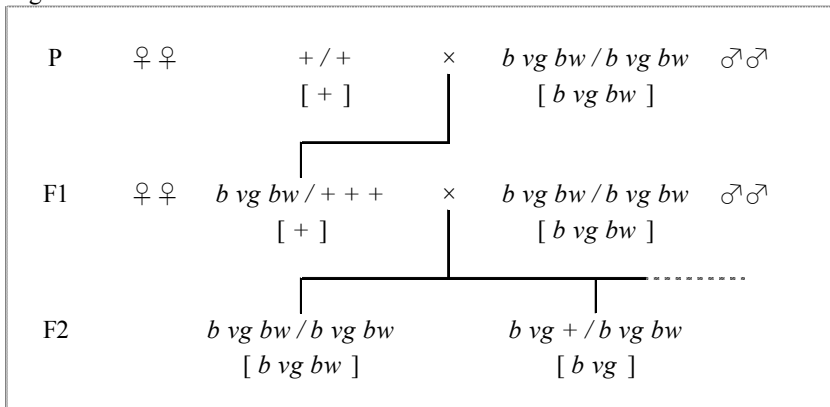 P ♀♀ + / + × b vg bw / b vg bw ♂♂
[ + ] [ b vg bw ]
F1 ♀♀ b vg bw / + + + × b vg bw / b vg bw ♂♂
[ + ] [ b vg bw ]
F2 b vg bw / b vg bw b vg + / b vg bw
[ b vg bw ] [ b vg ]